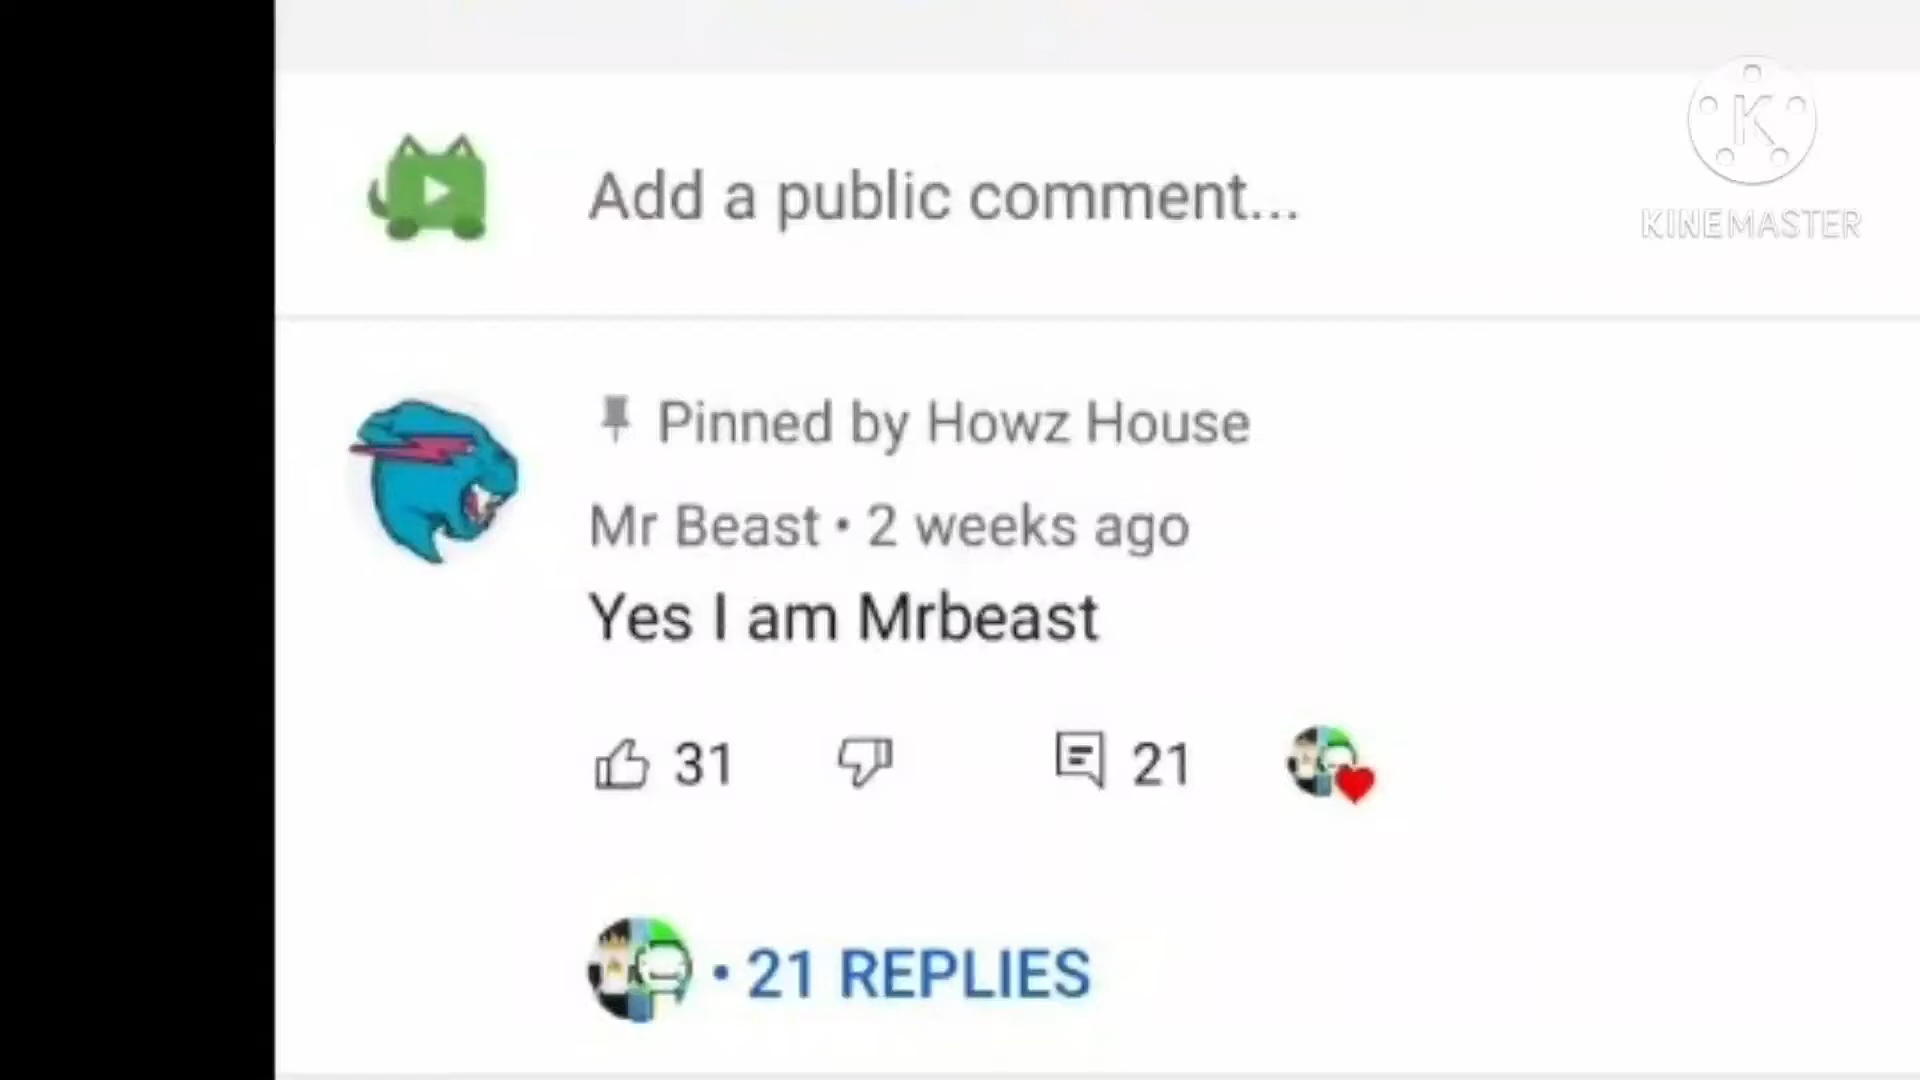 K
KINEMASTER
Add a public comment...
Pinned by Howz House
Mr Beast • 2 weeks ago
Yes I am Mrbeast
31 21
• 21 REPLIES